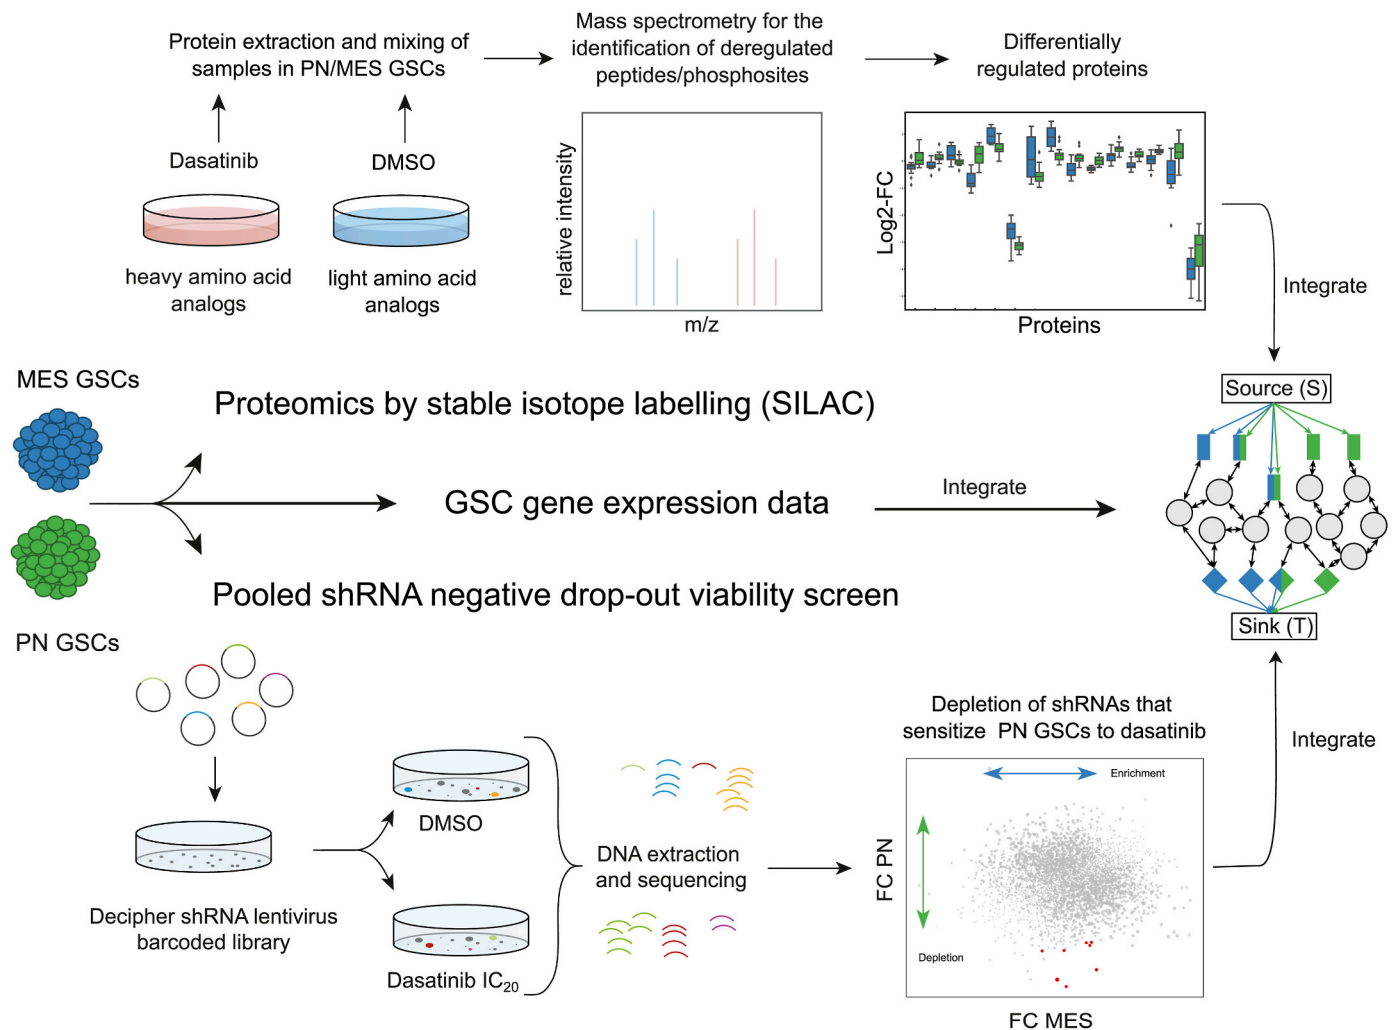 Protein extraction and mixing of
samples in PN/MES GSCs
Mass spectrometry for the
identification of deregulated
peptides/phosphosites
Differentially
regulated proteins
Dasatinib
DMSO
heavy amino acid
analogs
light amino acid
analogs
relative intensity
m/z
Log2-FC
Proteins
Integrate
MES GSCs
Proteomics by stable isotope labelling (SILAC)
GSC gene expression data
Integrate
Pooled shRNA negative drop-out viability screen
PN GSCs
Source (S)
Sink (T)
Decipher shRNA lentivirus
barcoded library
DMSO
Dasatinib IC20
DNA extraction
and sequencing
Depletion of shRNAs that
sensitize PN GSCs to dasatinib
Enrichment
FC PN
Depletion
FC MES
Integrate